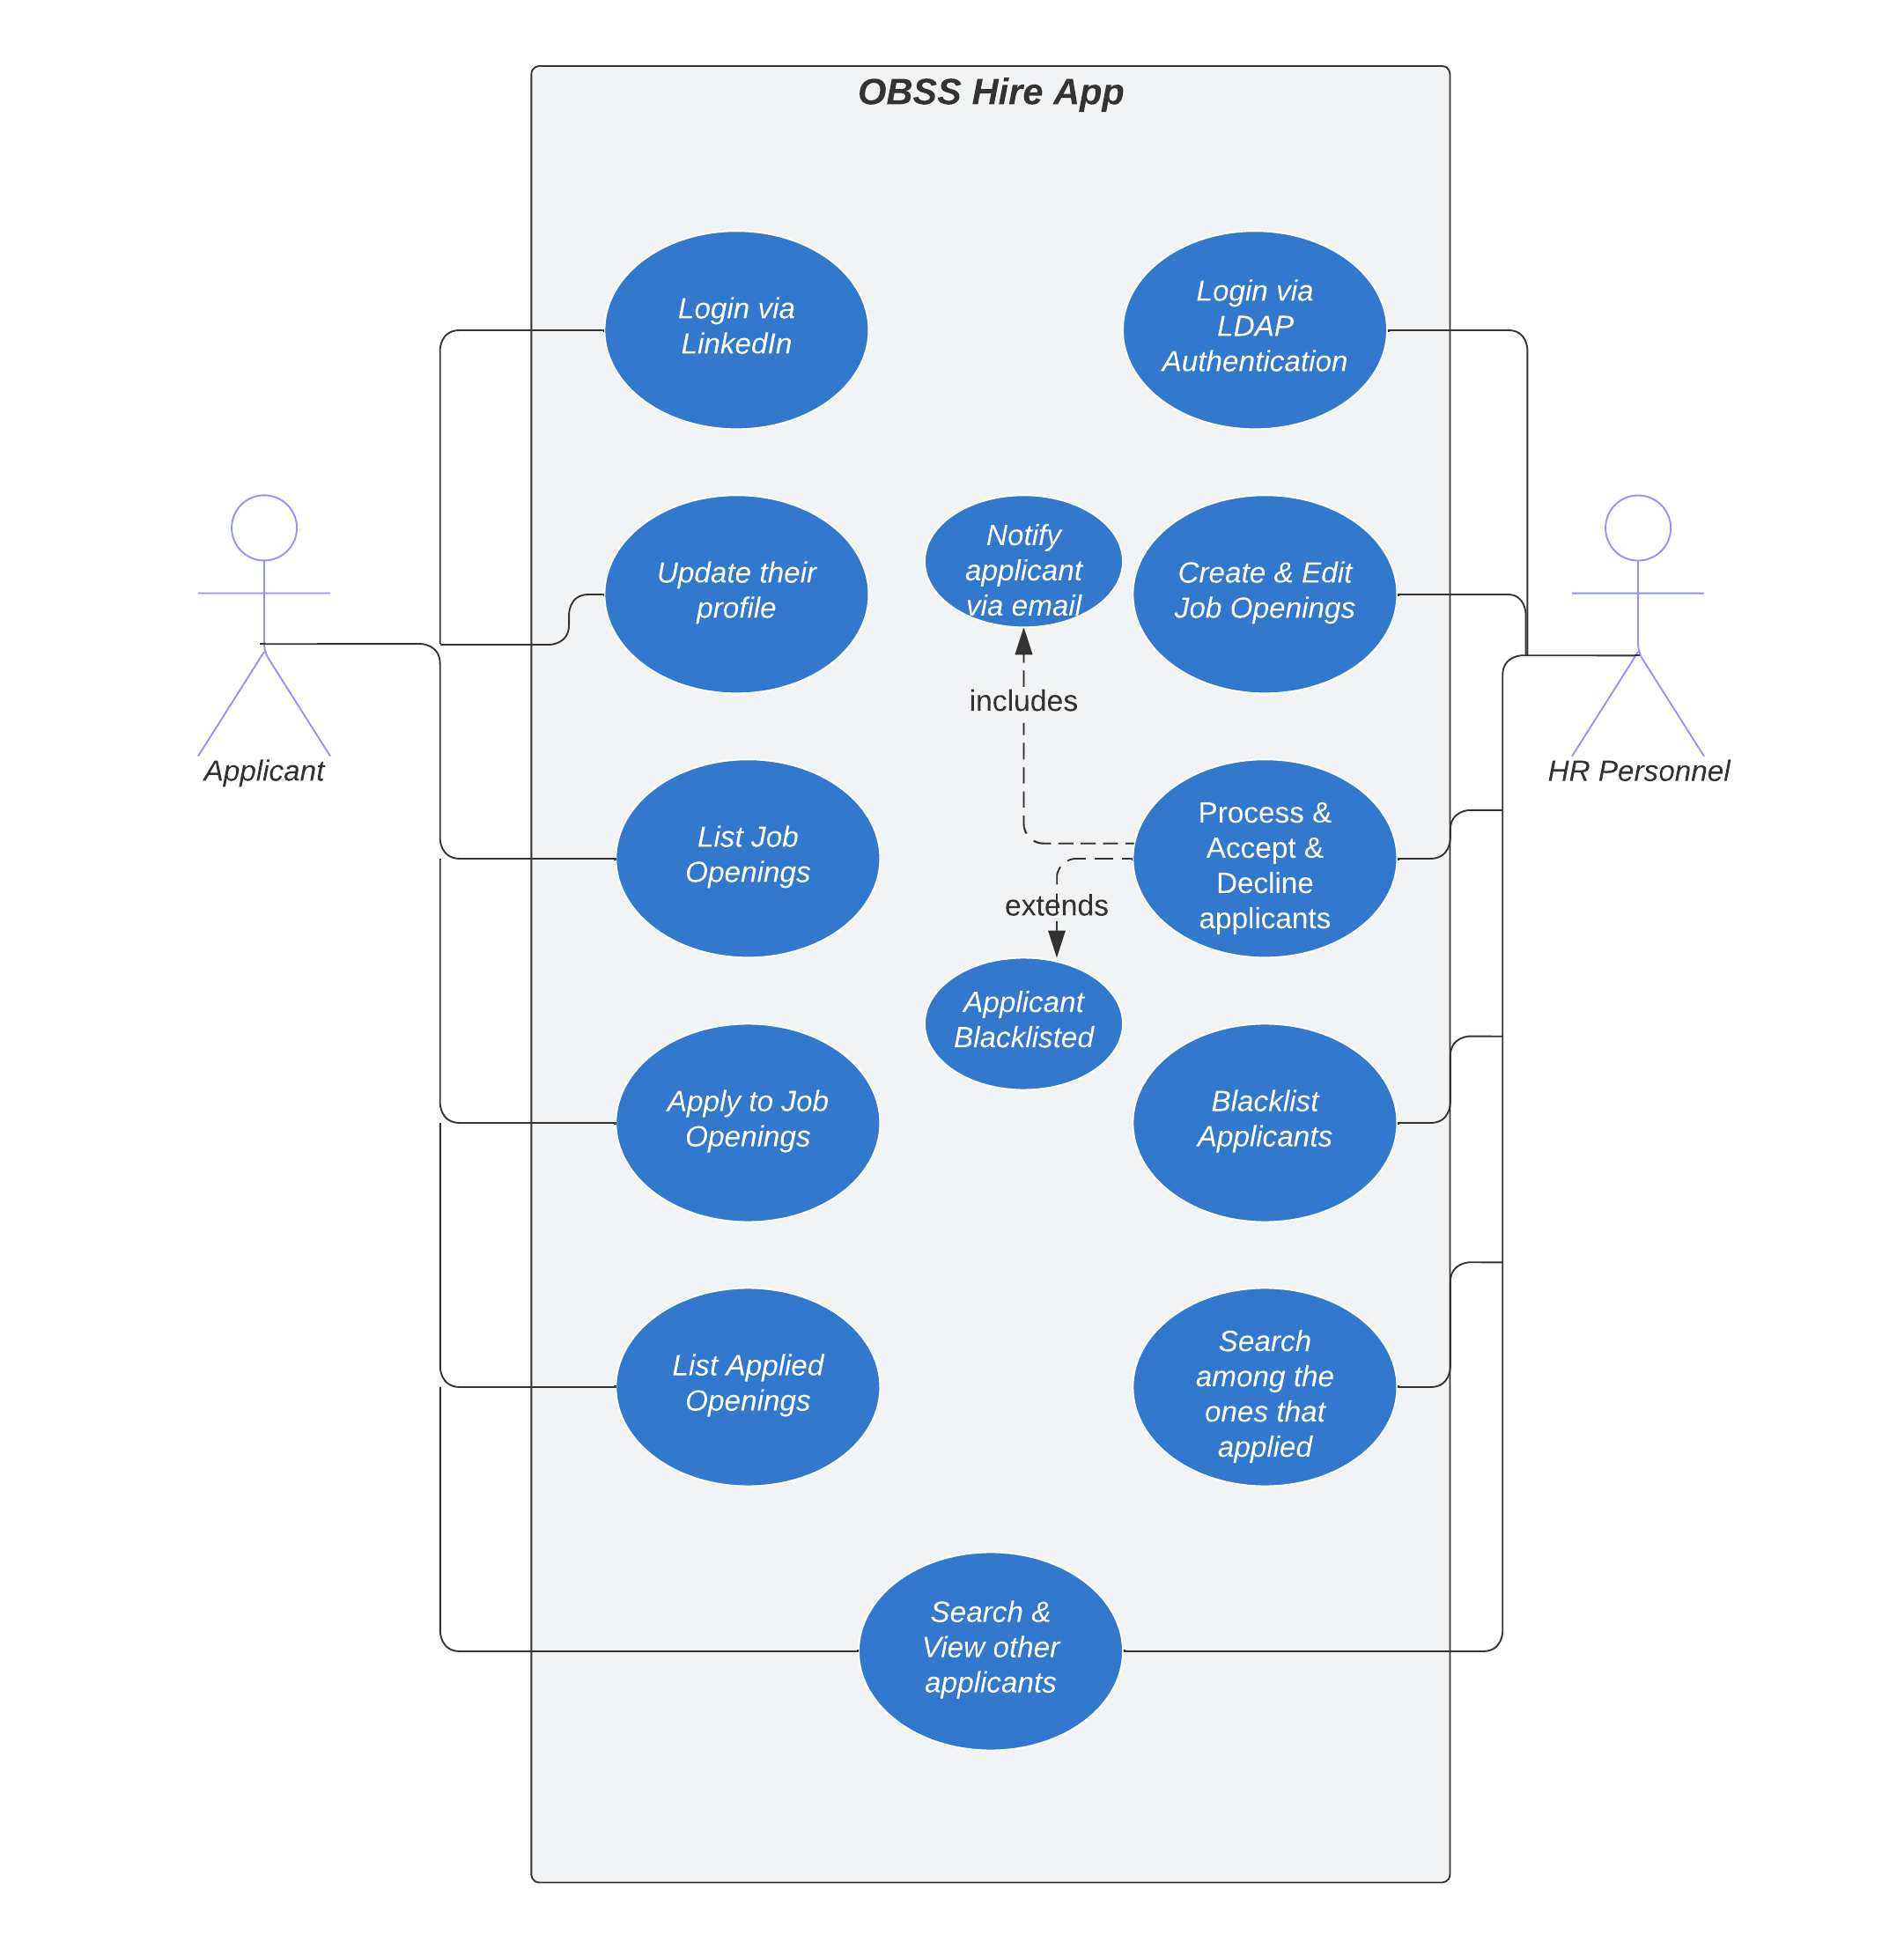 OBSS Hire App
Login via
LinkedIn
Login via
LDAP
Authentication
Update their
profile
Notify
applicant
via email
Create & Edit
Job Openings
includes
Applicant
HR Personnel
List Job
Openings
Process &
Accept &
Decline
applicants
extends
Applicant
Blacklisted
Apply to Job
Openings
Blacklist
Applicants
List Applied
Openings
Search
among the
ones that
applied
Search &
View other
applicants